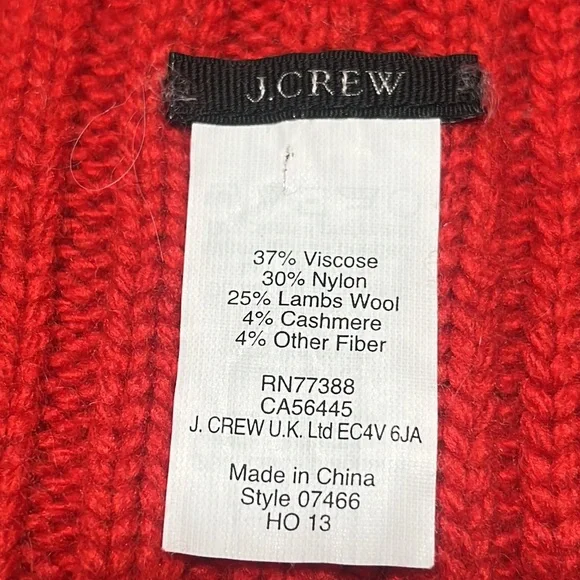 J.CREW
37% Viscose
30% Nylon
25% Lambs Wool
4% Cashmere
4% Other Fiber
RN77388
CA56445
J. CREW U.K. Ltd EC4V 6JA
Made in China
Style 07466
HO 13